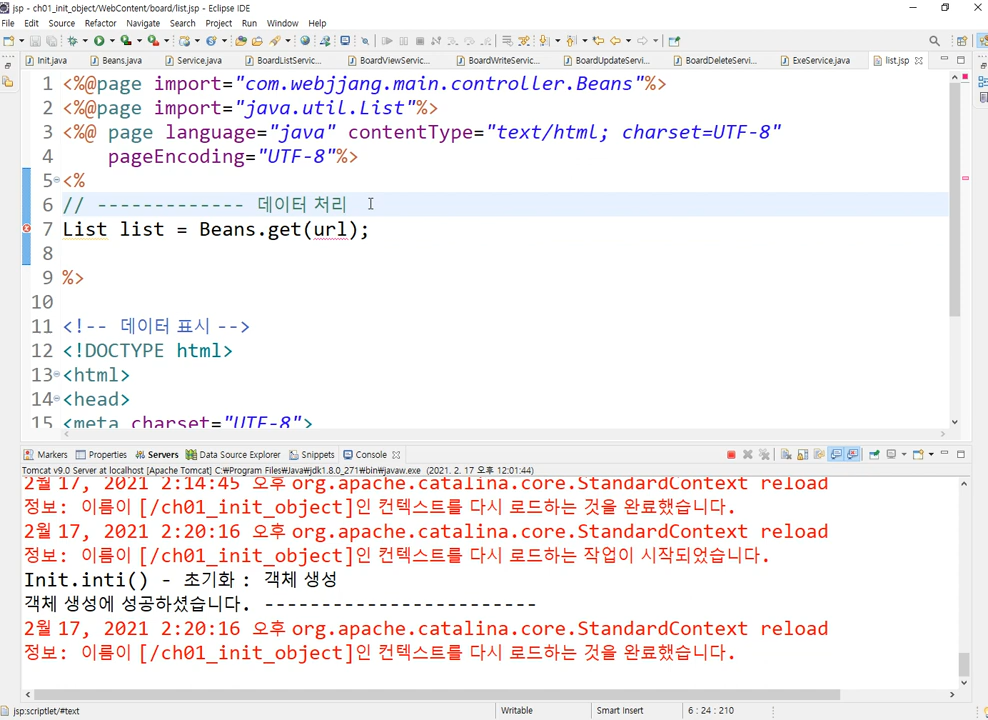 jsp - ch01_init_object/WebContent/board/list.jsp - Eclipse IDE
File Edit Source Refactor Navigate Search Project Run Window Help
Init.java Beans.java Service.java BoardListServic... BoardViewServic... BoardWriteServic... BoardUpdateServi... BoardDeleteServi... ExeService.java list.jsp
1 <%@page import="com.webjjang.main.controller.Beans"%>
2 <%@page import="java.util.List"%>
3 <%@ page language="java" contentType="text/html; charset=UTF-8"
4 pageEncoding="UTF-8"%>
5 <%
6 // ------------- 데이터 처리
7 List list = Beans.get(url);
8
9 %>
10
11 <!-- 데이터 표시 -->
12 <!DOCTYPE html>
13 <html>
14 <head>
15 <meta charset="UTF-8">
Markers Properties Servers Data Source Explorer Snippets Console
Tomcat v9.0 Server at localhost [Apache Tomcat] C:₩Program Files₩Java₩jdk1.8.0_271₩bin₩javaw.exe (2021. 2. 17 오후 12:01:44)
2월 17, 2021 2:14:45 오후 org.apache.catalina.core.StandardContext reload
정보: 이름이 [/ch01_init_object]인 컨텍스트를 다시 로드하는 것을 완료했습니다.
2월 17, 2021 2:20:16 오후 org.apache.catalina.core.StandardContext reload
정보: 이름이 [/ch01_init_object]인 컨텍스트를 다시 로드하는 작업이 시작되었습니다.
Init.inti() - 초기화 : 객체 생성
객체 생성에 성공하셨습니다. ------------------------
2월 17, 2021 2:20:16 오후 org.apache.catalina.core.StandardContext reload
정보: 이름이 [/ch01_init_object]인 컨텍스트를 다시 로드하는 것을 완료했습니다.
jsp:scriptlet/#text Writable Smart Insert 6 : 24 : 210